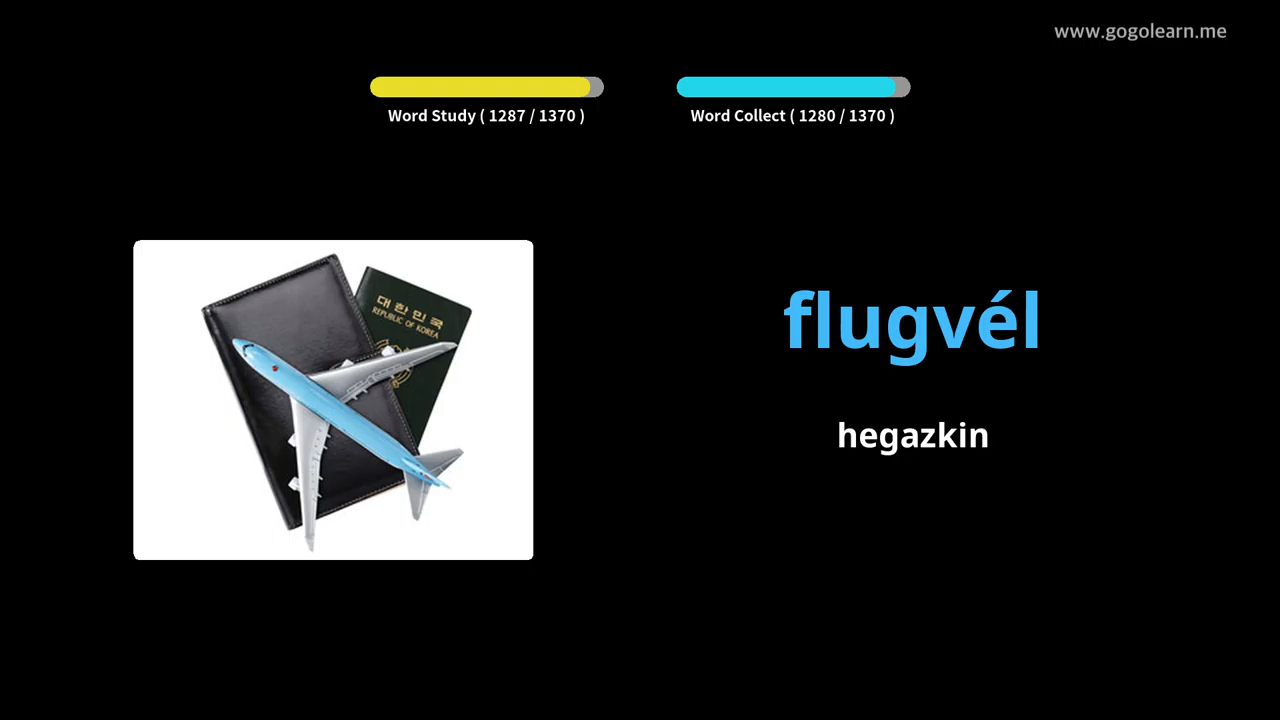 www.gogolearn.me
Word Study ( 1287 / 1370 )
Word Collect ( 1280 / 1370 )
대한민국
REPUBLIC OF KOREA
flugvél
hegazkin